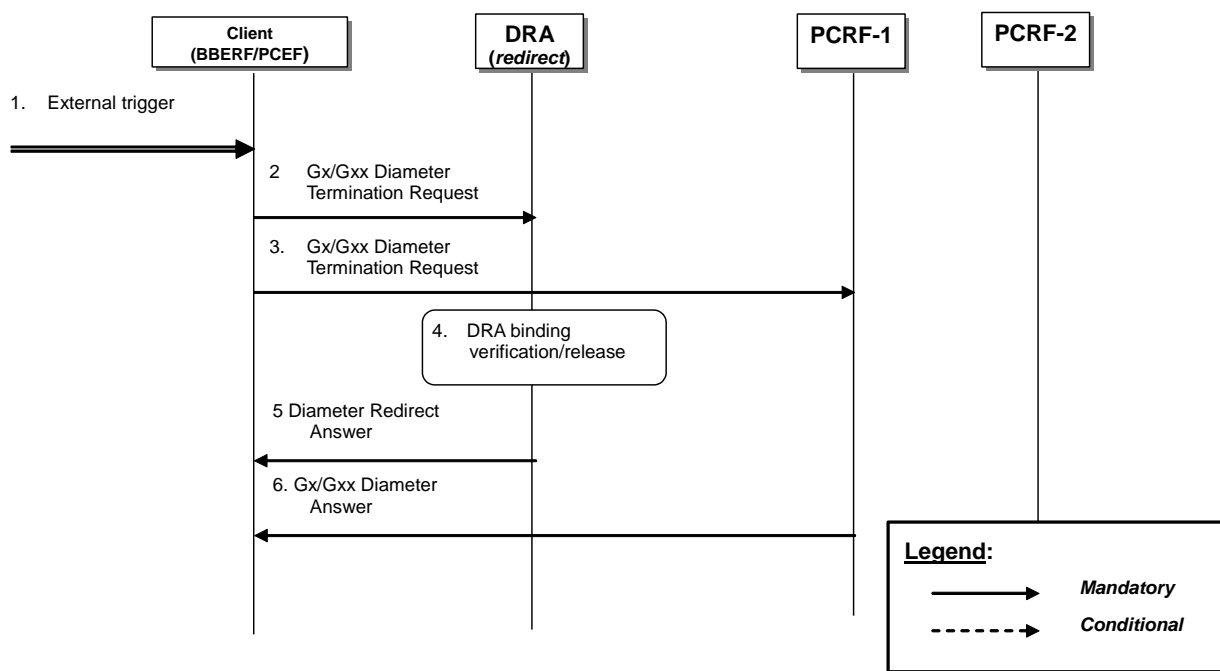 Client
(BBERF/PCEF)
DRA
(redirect)
PCRF-1
PCRF-2
1. External trigger
2 Gx/Gxx Diameter
Termination Request
3. Gx/Gxx Diameter
Termination Request
4. DRA binding
verification/release
5 Diameter Redirect
Answer
6. Gx/Gxx Diameter
Answer
Legend:
Mandatory
Conditional